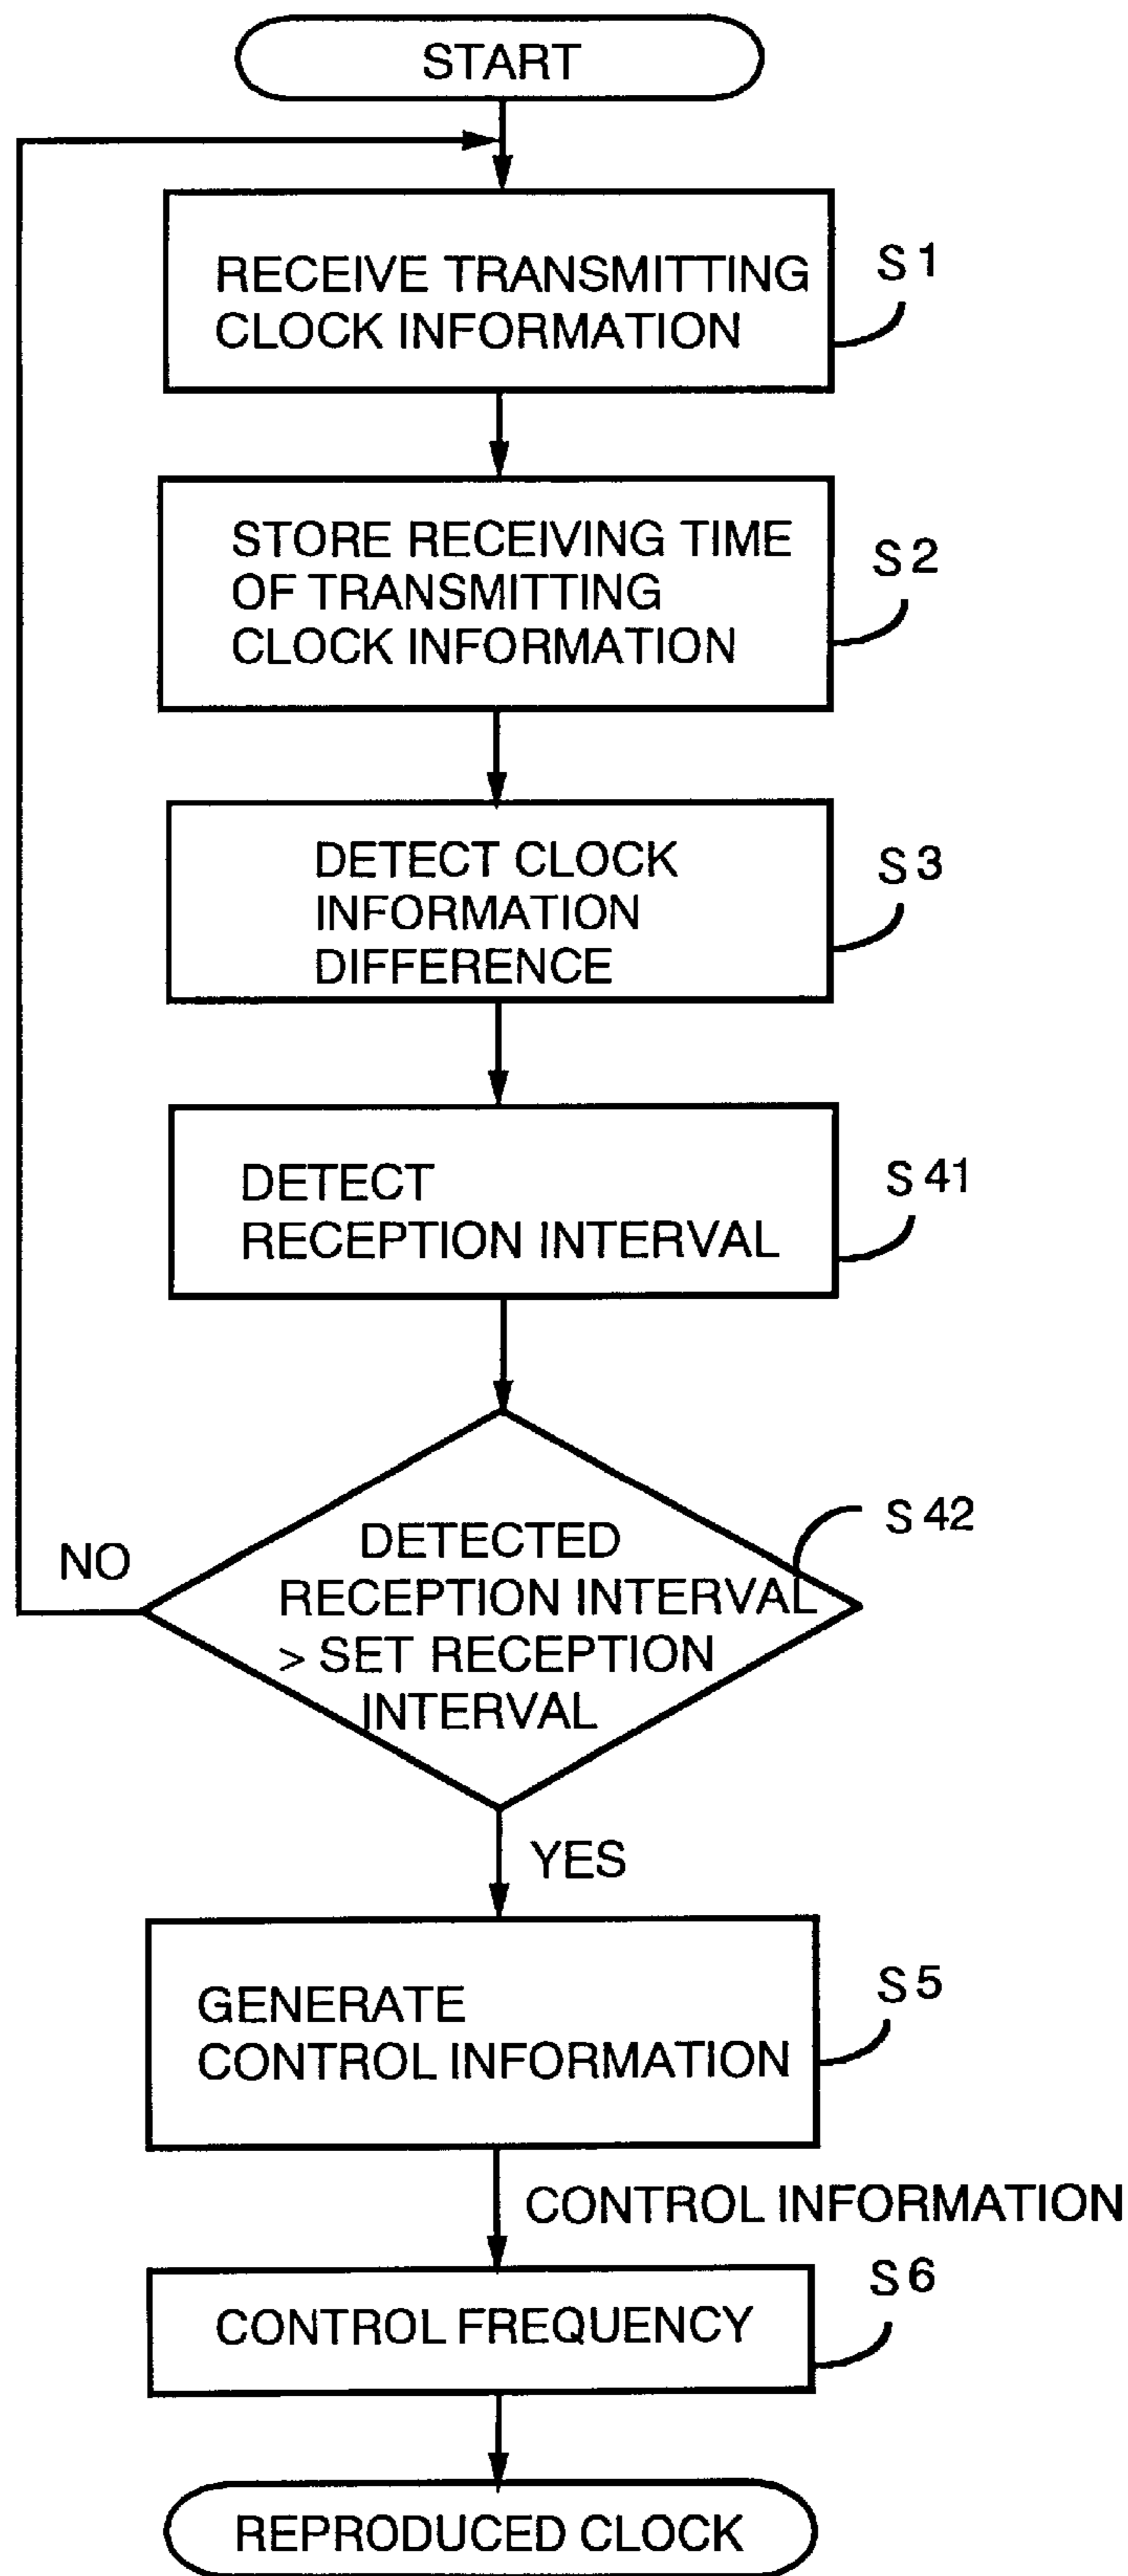 START
RECEIVE TRANSMITTING
CLOCK INFORMATION
S1
STORE RECEIVING TIME
OF TRANSMITTING
CLOCK INFORMATION
S2
DETECT CLOCK
INFORMATION
DIFFERENCE
S3
DETECT
RECEPTION INTERVAL
S41
DETECTED
RECEPTION INTERVAL
> SET RECEPTION
INTERVAL
S42
NO
YES
GENERATE
CONTROL INFORMATION
S5
CONTROL INFORMATION
CONTROL FREQUENCY
S6
REPRODUCED CLOCK